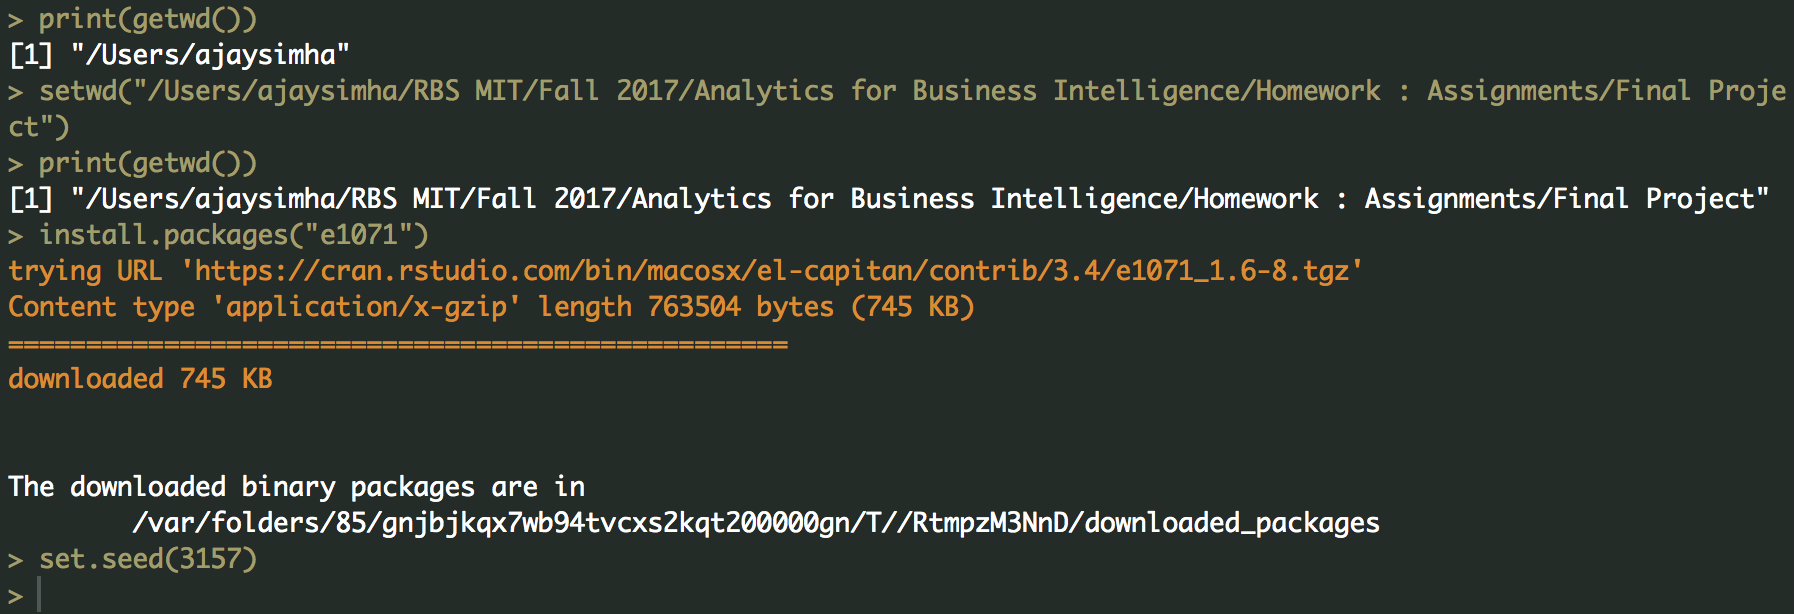 > print(getwd())
[1] "/Users/ajaysimha"
> setwd("/Users/ajaysimha/RBS MIT/Fall 2017/Analytics for Business Intelligence/Homework : Assignments/Final Proje
ct")
> print(getwd())
[1] "/Users/ajaysimha/RBS MIT/Fall 2017/Analytics for Business Intelligence/Homework : Assignments/Final Project"
> install.packages("e1071")
trying URL 'https://cran.rstudio.com/bin/macosx/el-capitan/contrib/3.4/e1071_1.6-8.tgz'
Content type 'application/x-gzip' length 763504 bytes (745 KB)
==================================================
downloaded 745 KB
The downloaded binary packages are in
/var/folders/85/gnjbjkqx7wb94tvcxs2kqt200000gn/T//RtmpzM3NnD/downloaded_packages
> set.seed(3157)
>